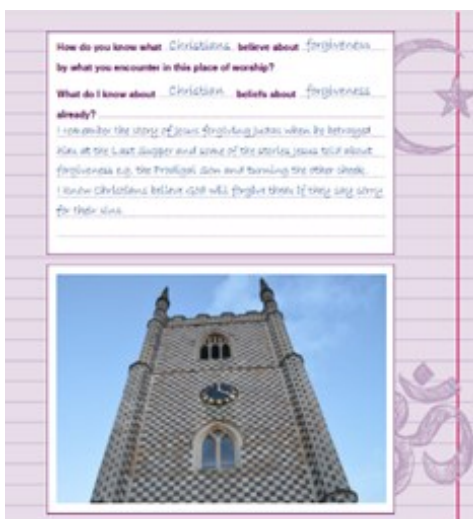 How do you know what Christians believe about forgiveness
by what you encounter in this place of worship?
What do I know about Christian beliefs about forgiveness
already?
I remember the story of Jesus forgiving Judas when he betrayed
him at the Last Supper and some of the stories Jesus told about
forgiveness e.g. the Prodigal Son and turning the other cheek.
I know Christians believe God will forgive them if they say sorry
for their sins